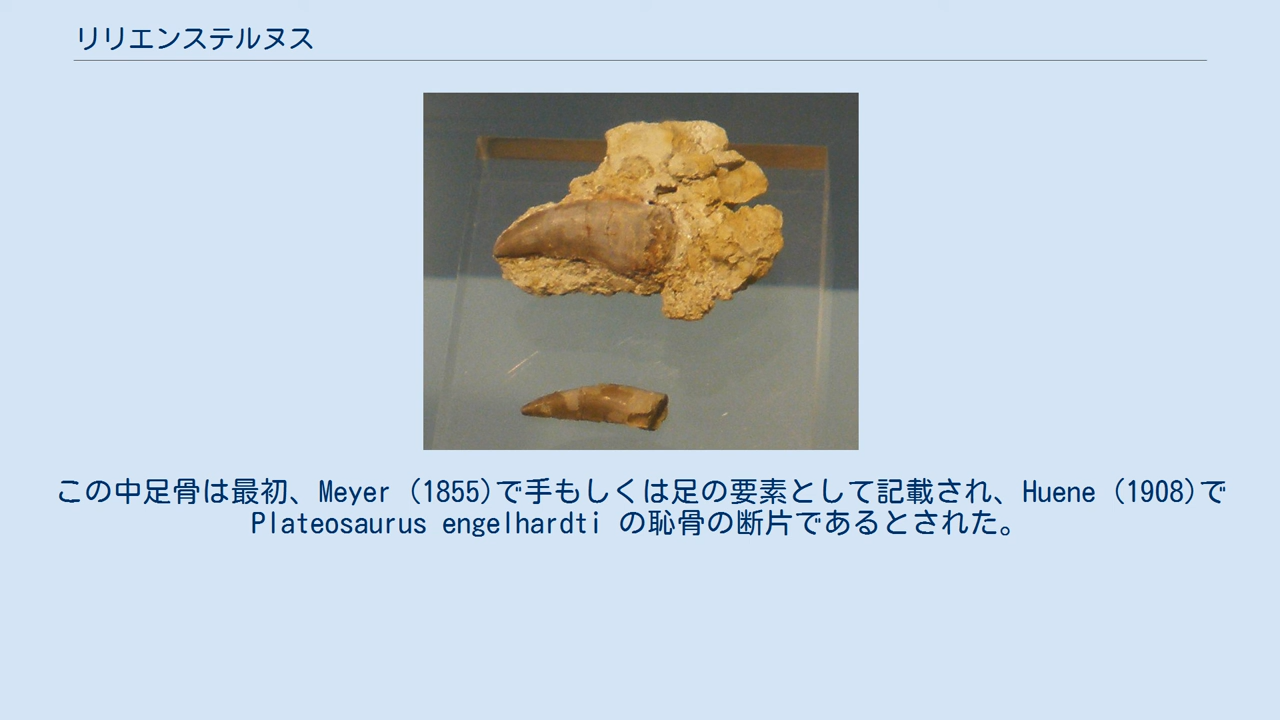 リリエンステルヌス
この中足骨は最初、Meyer (1855)で手もしくは足の要素として記載され、Huene (1908)で
Plateosaurus engelhardti の恥骨の断片であるとされた。